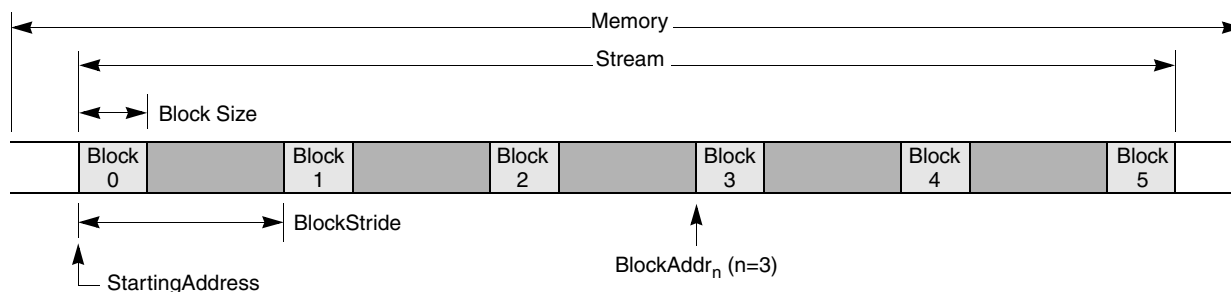 Memory
Stream
Block Size
Block
0
Block
1
Block
2
Block
3
Block
4
Block
5
BlockStride
BlockAddrn (n=3)
StartingAddress